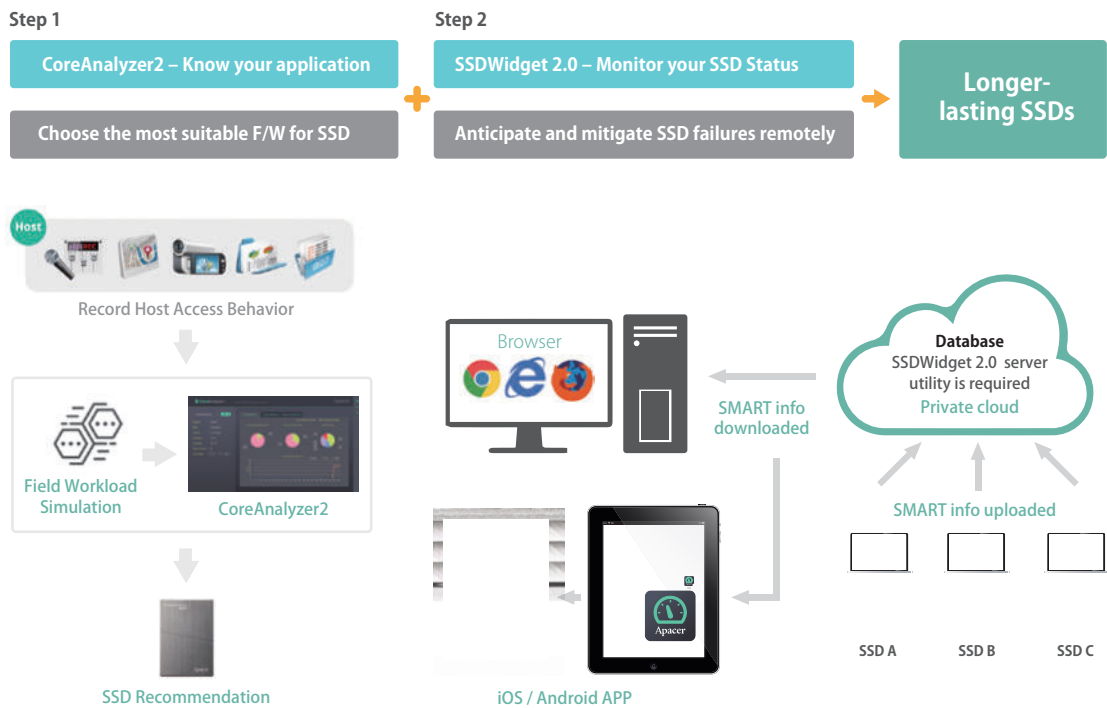 Step 1
CoreAnalyzer2 – Know your application
Choose the most suitable F/W for SSD
Step 2
SSDWidget 2.0 – Monitor your SSD Status
Anticipate and mitigate SSD failures remotely
Longer-
lasting SSDs
Host
Record Host Access Behavior
Field Workload
Simulation
CoreAnalyzer2
SSD Recommendation
Browser
SMART info
downloaded
Database
SSDWidget 2.0 server
utility is required
Private cloud
SMART info uploaded
SSD A
SSD B
SSD C
Apacer
iOS / Android APP